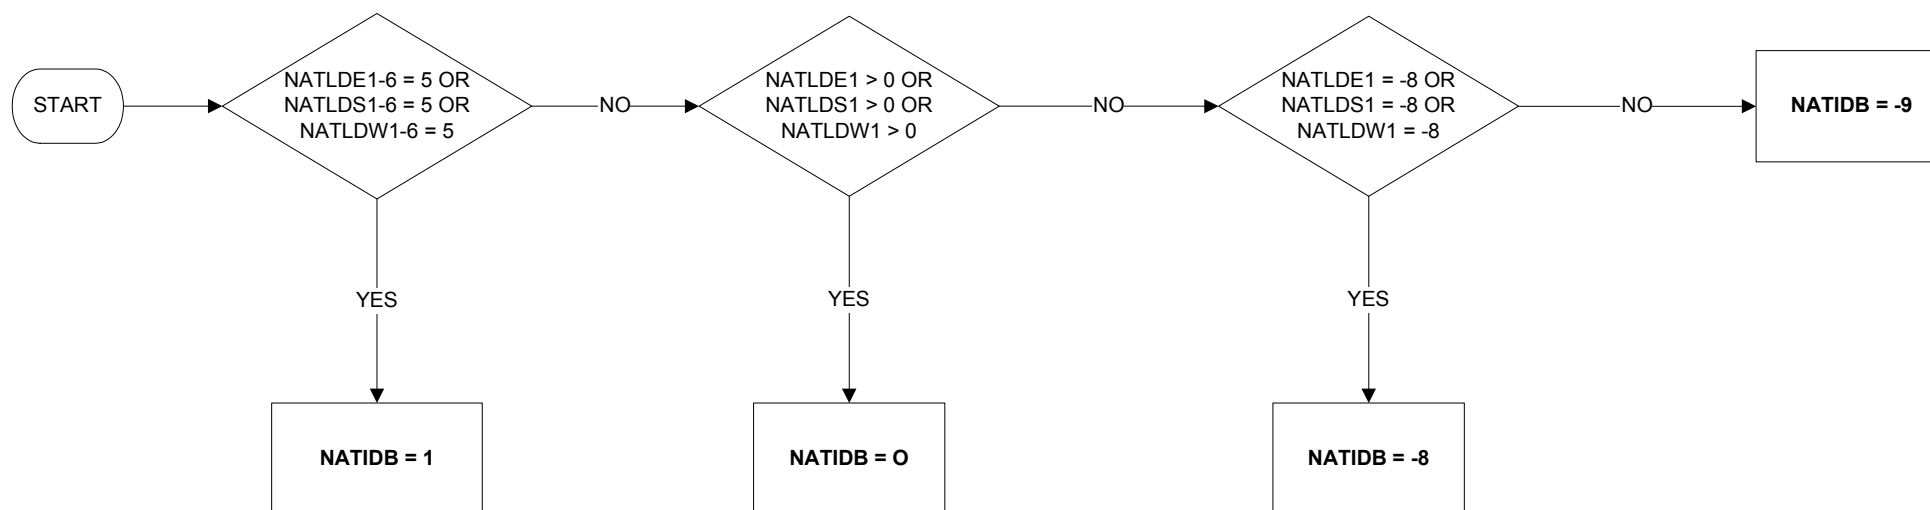 START
NATLDE1-6 = 5 OR
NATLDS1-6 = 5 OR
NATLDW1-6 = 5
NO
NATLDE1 > 0 OR
NATLDS1 > 0 OR
NATLDW1 > 0
NO
NATLDE1 = -8 OR
NATLDS1 = -8 OR
NATLDW1 = -8
NO
NATIDB = -9
YES
YES
YES
NATIDB = 1
NATIDB = O
NATIDB = -8